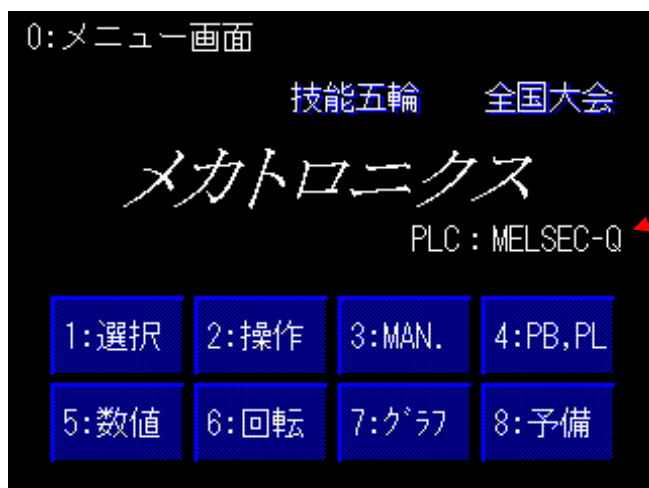 0:メニュー画面
技能五輪 全国大会
メカトロニクス
PLC:MELSEC-Q
1:選択 2:操作 3:MAN. 4:PB,PL
5:数値 6:回転 7:グラフ 8:予備